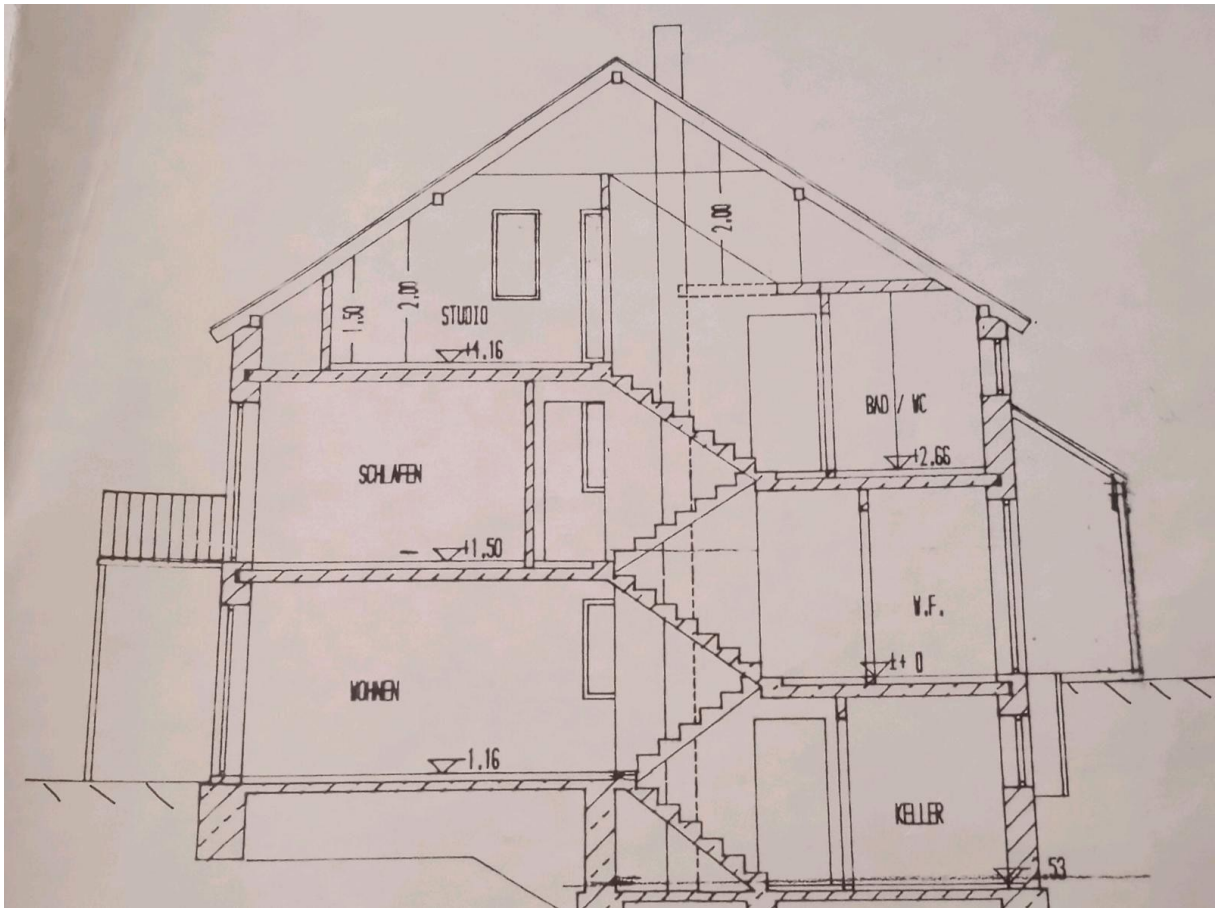 2.00
1.50
2.00
STUDIO
+4.16
BAD / WC
+2.66
SCHLAFEN
+1.50
W.F.
±0
WOHNEN
1.16
KELLER
53